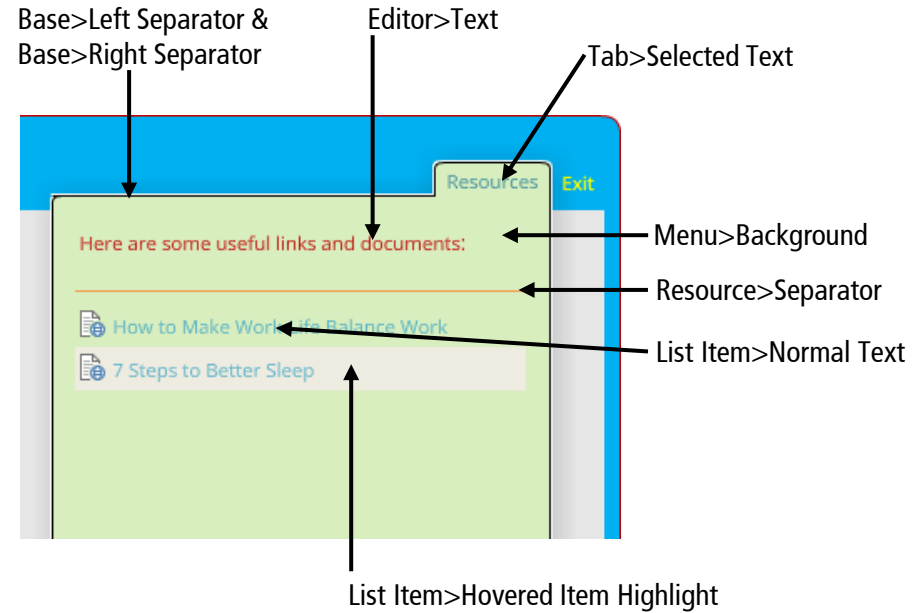 Base>Left Separator &
Base>Right Separator
Editor>Text
Tab>Selected Text
Resources
Exit
Here are some useful links and documents:
Menu>Background
Resource>Separator
How to Make Work-Life Balance Work
List Item>Normal Text
7 Steps to Better Sleep
List Item>Hovered Item Highlight